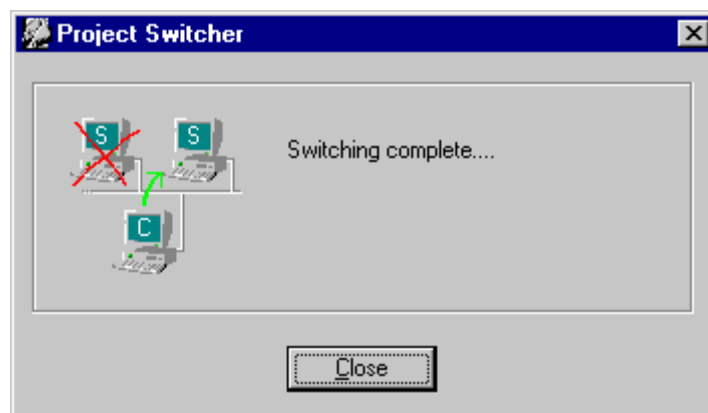 Project Switcher
S
S
Switching complete....
C
Close